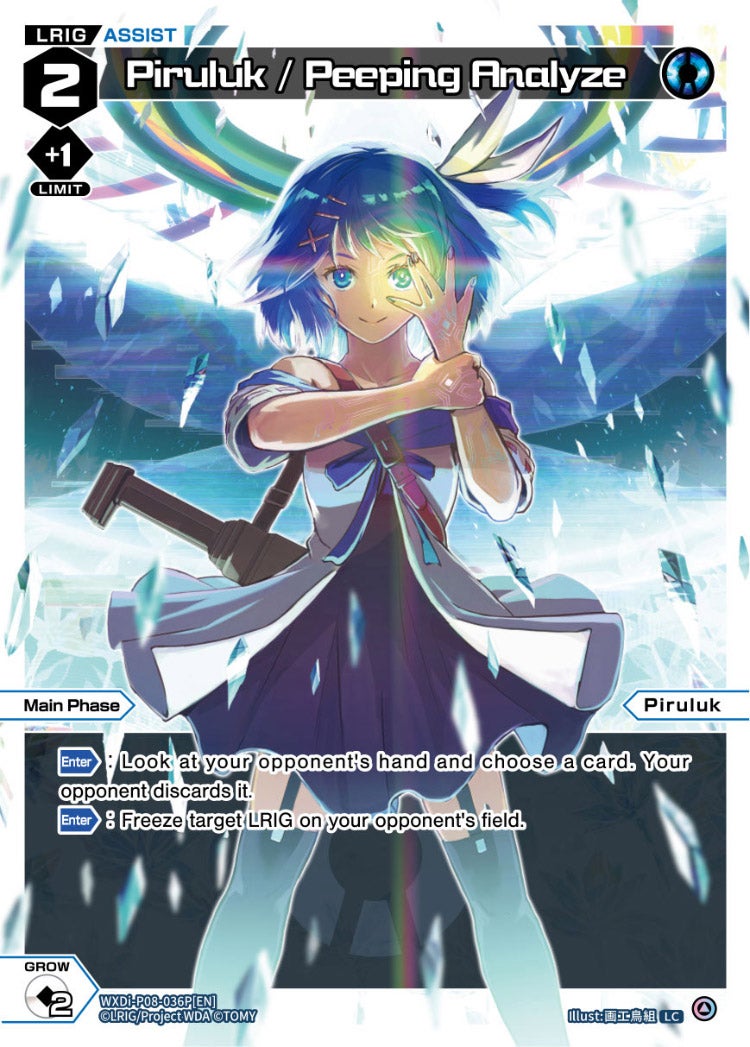 LRIG ASSIST
2
Piruluk / Peeping Analyze
+1
LIMIT
Main Phase
Piruluk
Enter : Look at your opponent's hand and choose a card. Your
opponent discards it.
Enter : Freeze target LRIG on your opponent's field.
GROW
2
WXDi-P08-036P[EN]
©LRIG/Project WDA ©TOMY
Illust:画工鳥組 LC